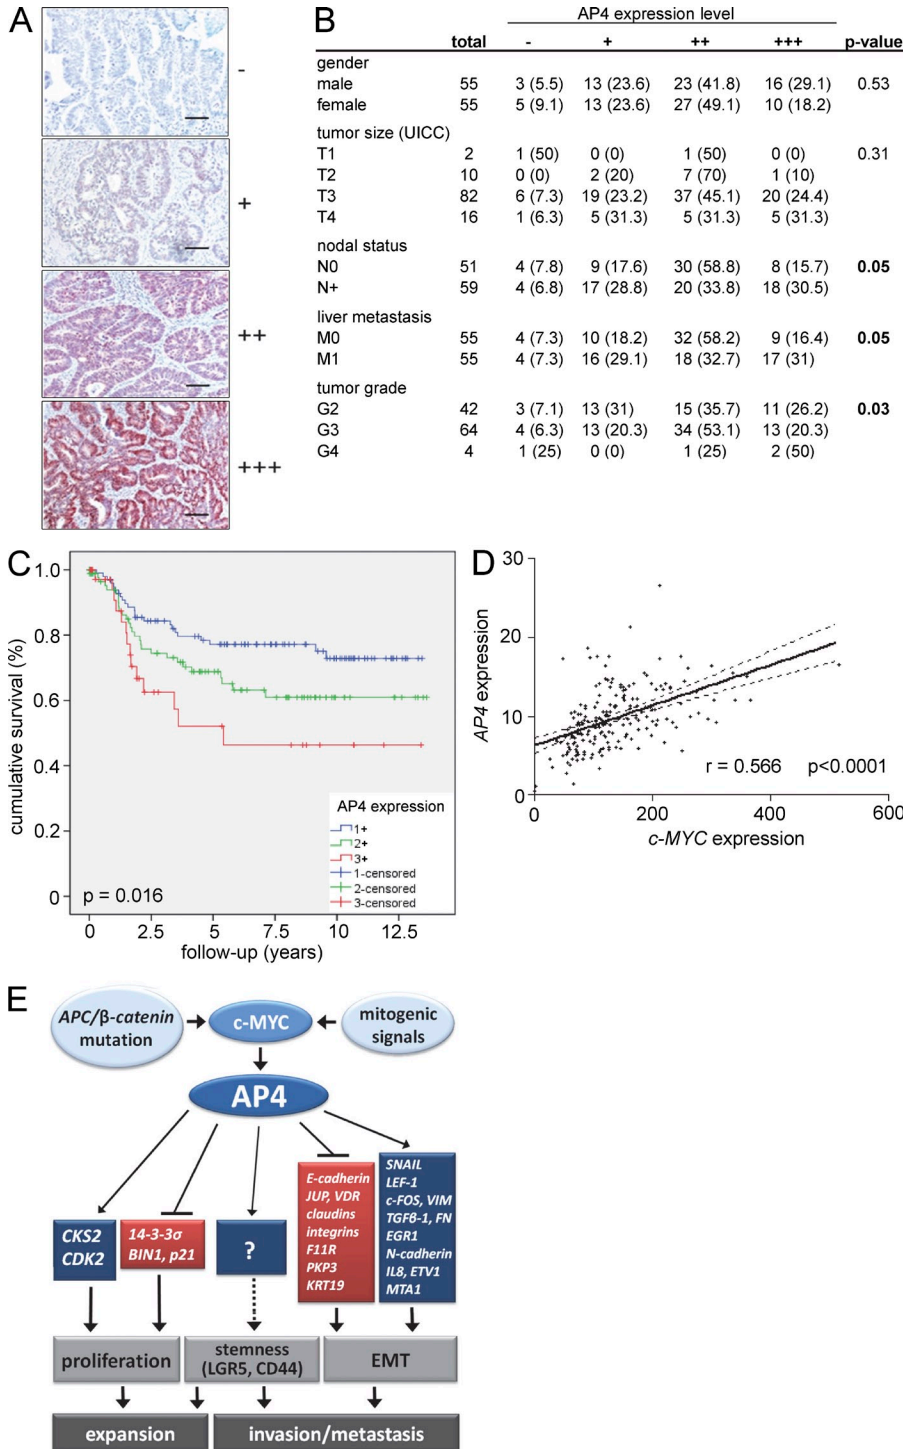 A
-
+
++
+++
B
AP4 expression level
total - + ++ +++ p-value
gender
male 55 3 (5.5) 13 (23.6) 23 (41.8) 16 (29.1) 0.53
female 55 5 (9.1) 13 (23.6) 27 (49.1) 10 (18.2)
tumor size (UICC)
T1 2 1 (50) 0 (0) 1 (50) 0 (0) 0.31
T2 10 0 (0) 2 (20) 7 (70) 1 (10)
T3 82 6 (7.3) 19 (23.2) 37 (45.1) 20 (24.4)
T4 16 1 (6.3) 5 (31.3) 5 (31.3) 5 (31.3)
nodal status
N0 51 4 (7.8) 9 (17.6) 30 (58.8) 8 (15.7) 0.05
N+ 59 4 (6.8) 17 (28.8) 20 (33.8) 18 (30.5)
liver metastasis
M0 55 4 (7.3) 10 (18.2) 32 (58.2) 9 (16.4) 0.05
M1 55 4 (7.3) 16 (29.1) 18 (32.7) 17 (31)
tumor grade
G2 42 3 (7.1) 13 (31) 15 (35.7) 11 (26.2) 0.03
G3 64 4 (6.3) 13 (20.3) 34 (53.1) 13 (20.3)
G4 4 1 (25) 0 (0) 1 (25) 2 (50)
C
cumulative survival (%)
1.0
0.8
0.6
0.4
0.2
0
AP4 expression
1+
2+
3+
1-censored
2-censored
3-censored
p = 0.016
0 2.5 5 7.5 10 12.5
follow-up (years)
D
AP4 expression
30
20
10
0
r = 0.566 p<0.0001
0 200 400 600
c-MYC expression
E
APC/β-catenin
mutation
c-MYC
mitogenic
signals
AP4
CKS2
CDK2
14-3-3σ
BIN1, p21
?
E-cadherin
JUP, VDR
claudins
integrins
F11R
PKP3
KRT19
SNAIL
LEF-1
c-FOS, VIM
TGFβ-1, FN
EGR1
N-cadherin
IL8, ETV1
MTA1
proliferation
stemness
(LGR5, CD44)
EMT
expansion
invasion/metastasis